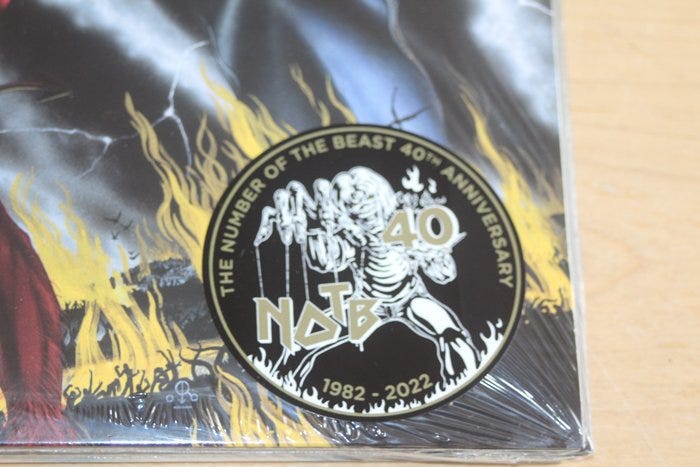 THE NUMBER OF THE BEAST 40TH ANNIVERSARY
40
NOTB
1982 - 2022